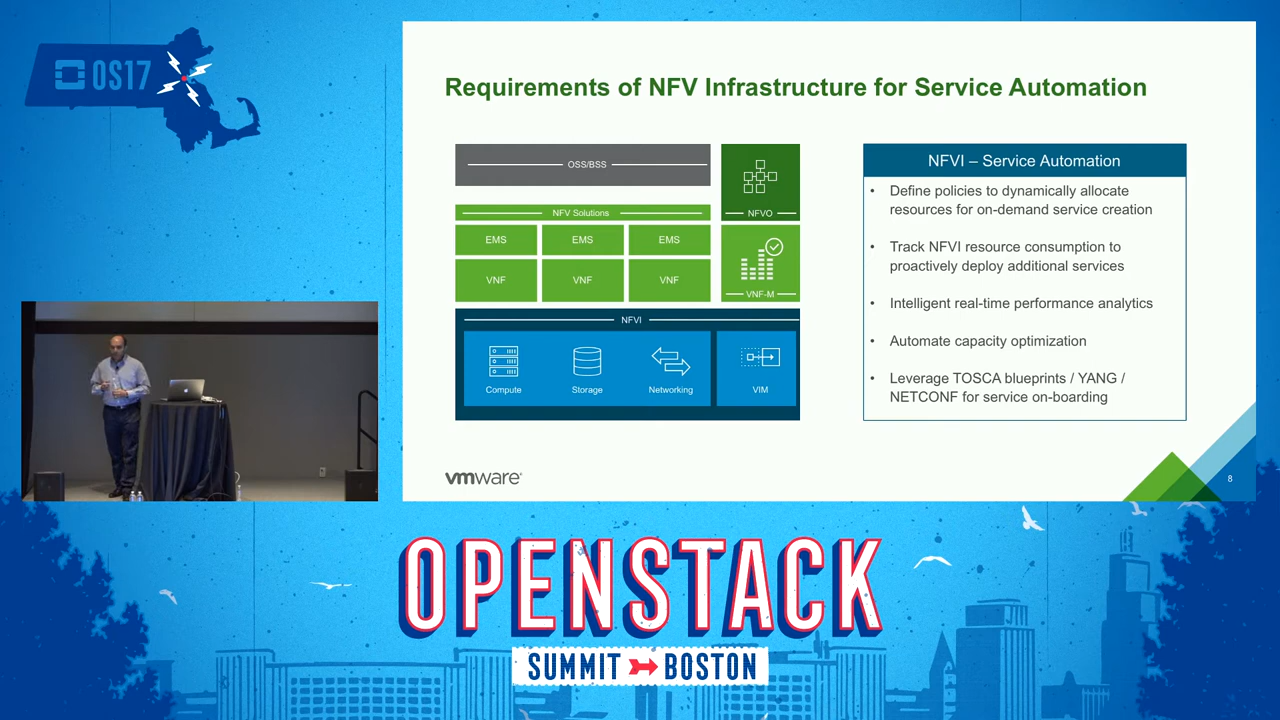 OS17
Requirements of NFV Infrastructure for Service Automation
OSS/BSS
NFVO
NFV Solutions
EMS
EMS
EMS
VNF
VNF
VNF
VNF-M
NFVI
Compute
Storage
Networking
VIM
NFVI – Service Automation
• Define policies to dynamically allocate
resources for on-demand service creation
• Track NFVI resource consumption to
proactively deploy additional services
• Intelligent real-time performance analytics
• Automate capacity optimization
• Leverage TOSCA blueprints / YANG /
NETCONF for service on-boarding
vmware®
8
OPENSTACK
SUMMIT BOSTON